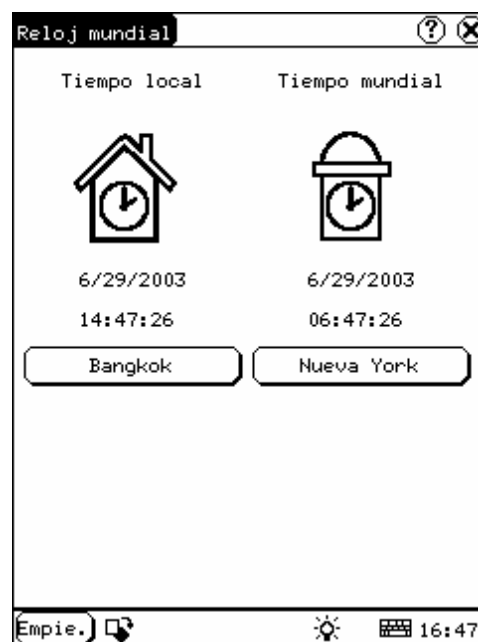 Reloj mundial ?
Tiempo local Tiempo mundial
6/29/2003 6/29/2003
14:47:26 06:47:26
Bangkok Nueva York
Empie. 16:47